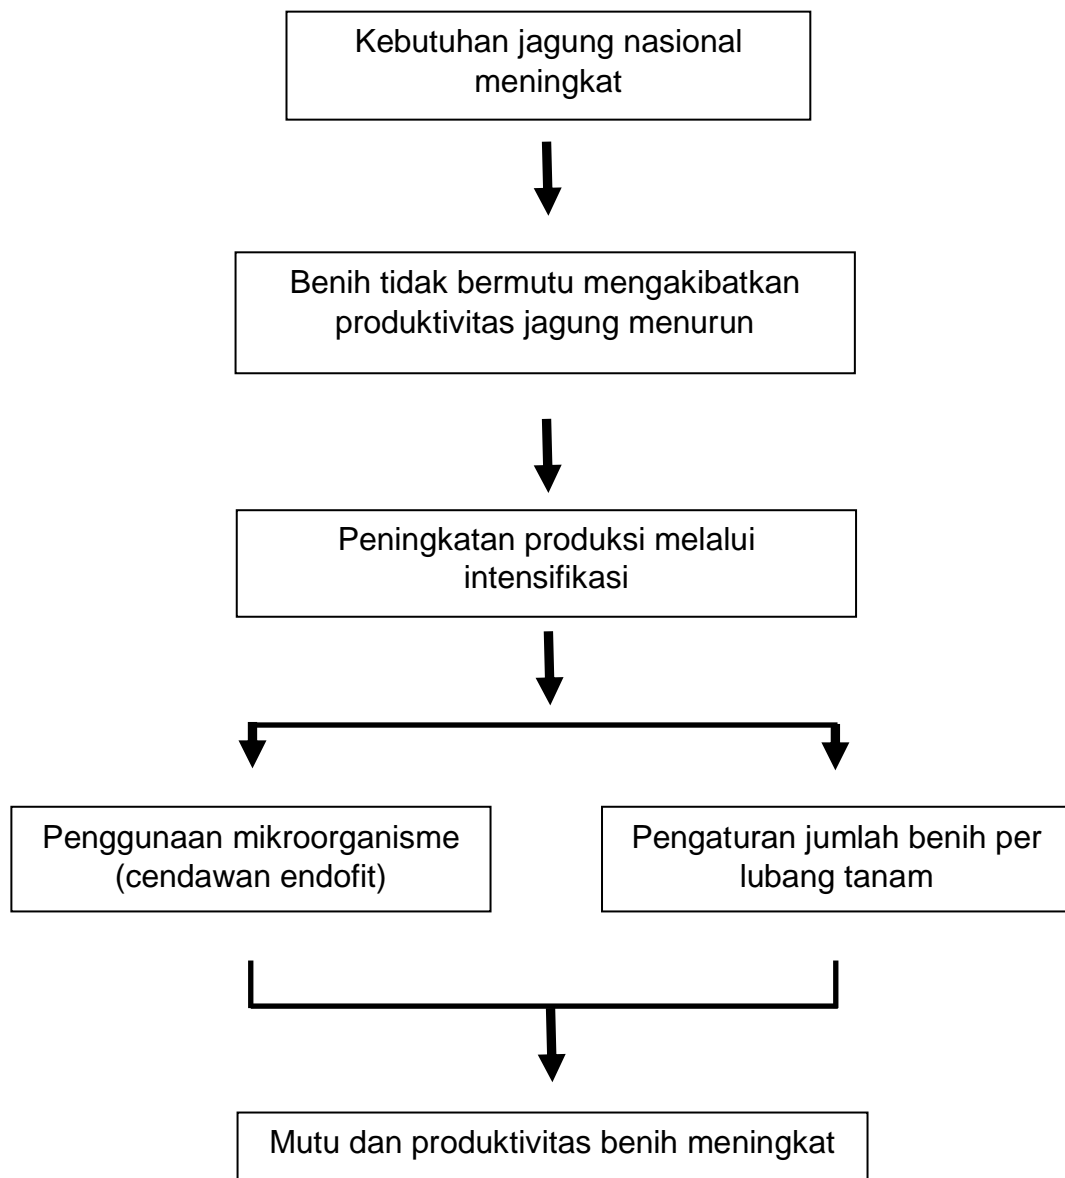 Kebutuhan jagung nasional
meningkat
Benih tidak bermutu mengakibatkan
produktivitas jagung menurun
Peningkatan produksi melalui
intensifikasi
Penggunaan mikroorganisme
(cendawan endofit)
Pengaturan jumlah benih per
lubang tanam
Mutu dan produktivitas benih meningkat